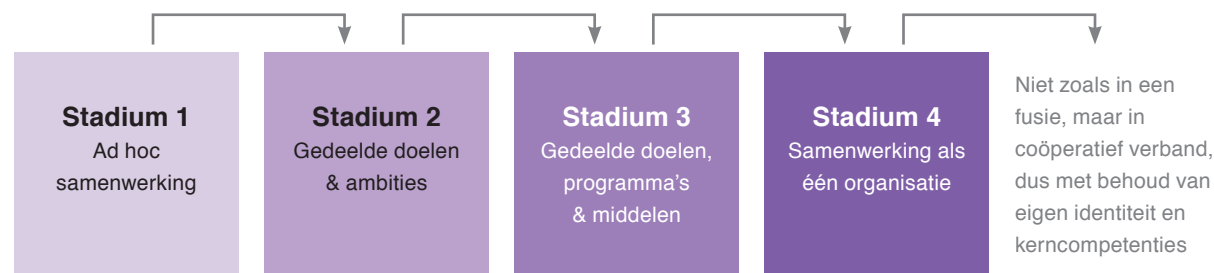 Stadium 1
Ad hoc
samenwerking
Stadium 2
Gedeelde doelen
& ambities
Stadium 3
Gedeelde doelen,
programma’s
& middelen
Stadium 4
Samenwerking als
één organisatie
Niet zoals in een
fusie, maar in
coöperatief verband,
dus met behoud van
eigen identiteit en
kerncompetenties